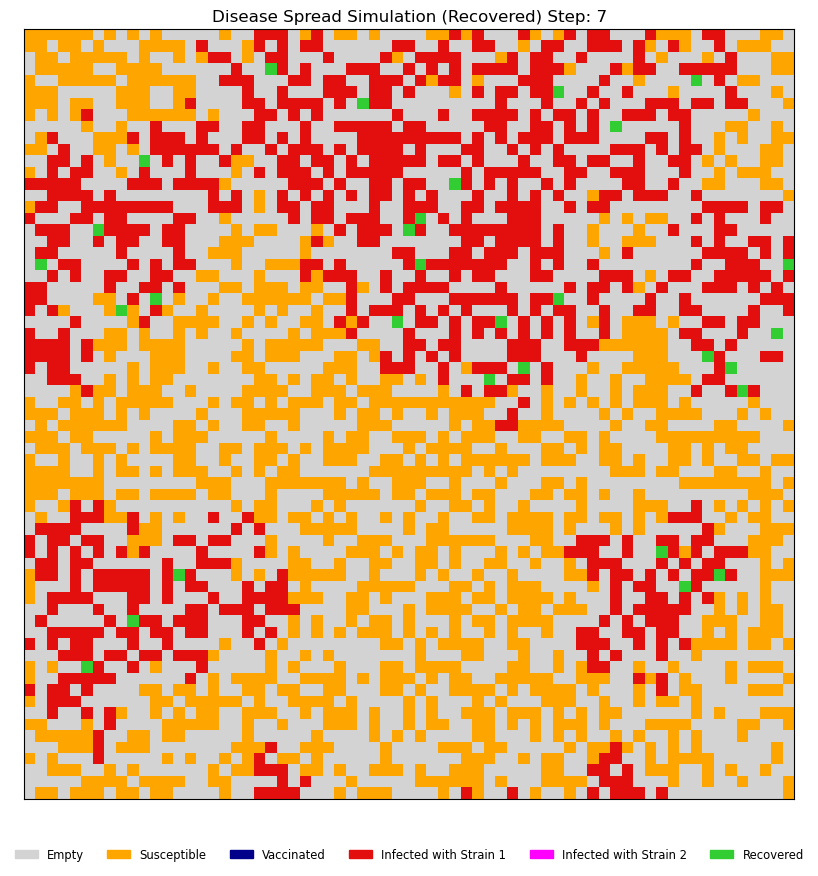 Disease Spread Simulation (Recovered) Step: 7
Empty Susceptible Vaccinated Infected with Strain 1 Infected with Strain 2 Recovered